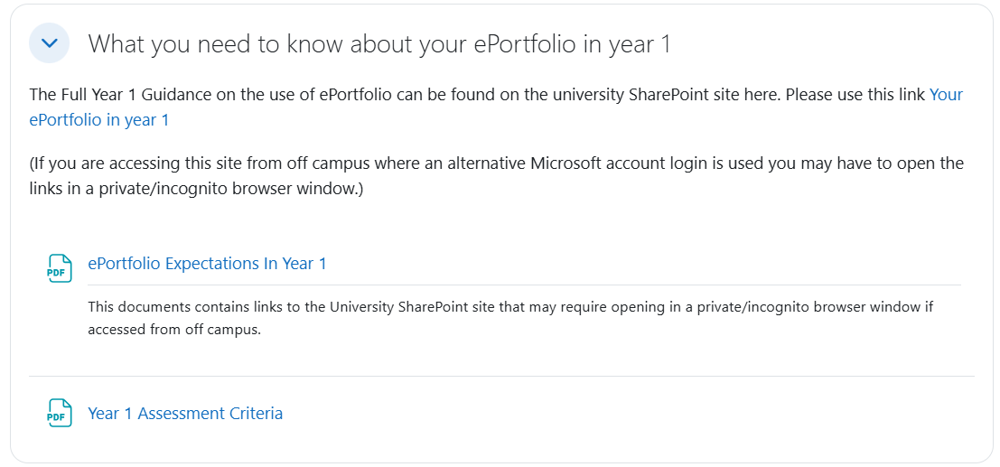 What you need to know about your ePortfolio in year 1
The Full Year 1 Guidance on the use of ePortfolio can be found on the university SharePoint site here. Please use this link Your
ePortfolio in year 1
(If you are accessing this site from off campus where an alternative Microsoft account login is used you may have to open the
links in a private/incognito browser window.)
PDF ePortfolio Expectations In Year 1
This documents contains links to the University SharePoint site that may require opening in a private/incognito browser window if
accessed from off campus.
PDF Year 1 Assessment Criteria